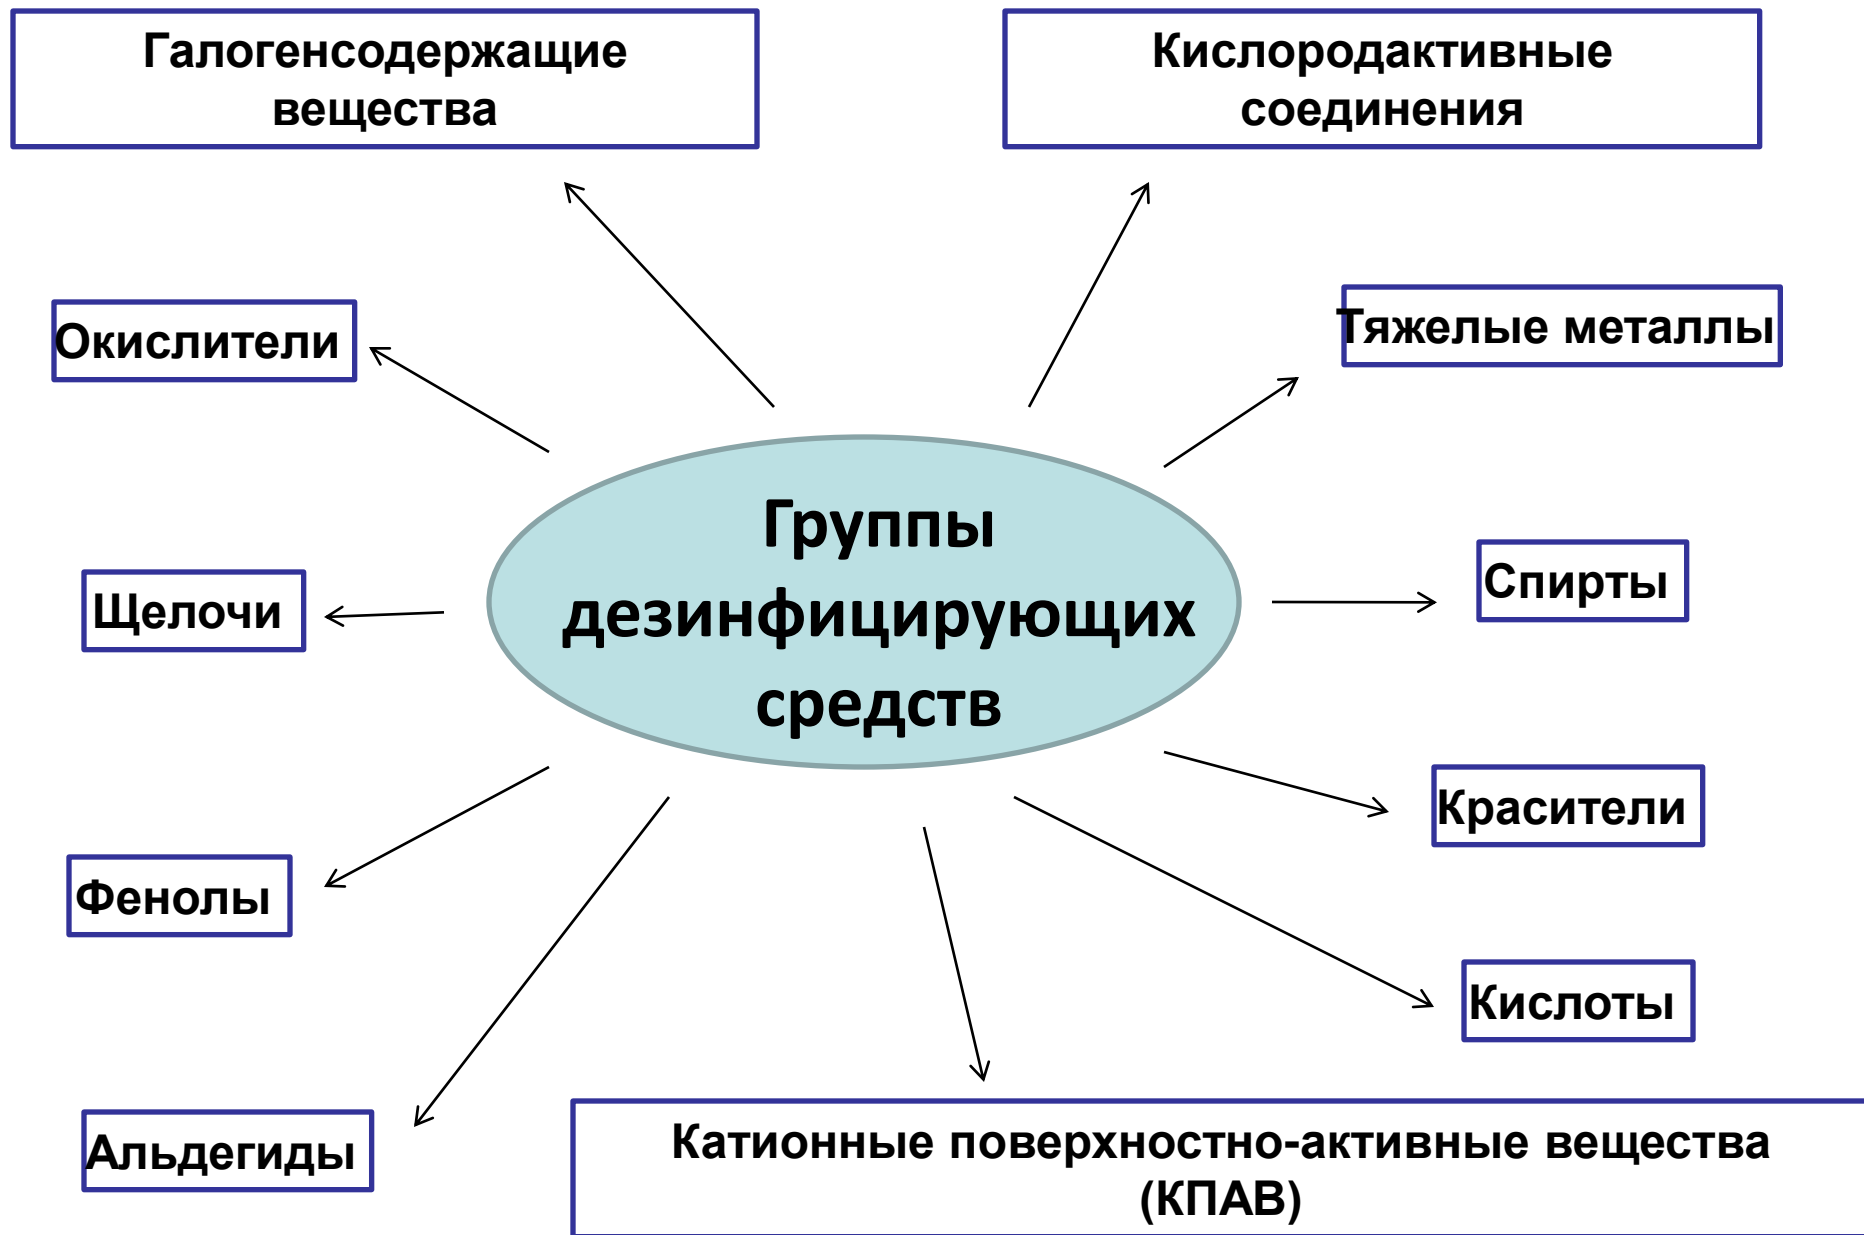 Галогенсодержащие
вещества
Кислородактивные
соединения
Окислители
Тяжелые металлы
Группы
дезинфицирующих
средств
Щелочи
Спирты
Красители
Фенолы
Кислоты
Альдегиды
Катионные поверхностно-активные вещества
(КПАВ)